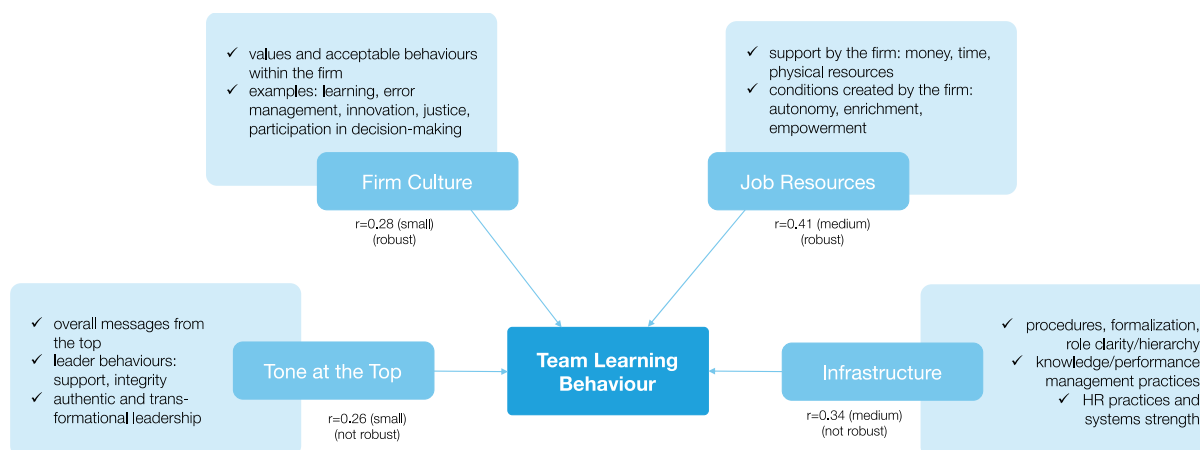 ✓ values and acceptable behaviours
within the firm
✓ examples: learning, error
management, innovation, justice,
participation in decision-making
Firm Culture
r=0.28 (small)
(robust)
✓ support by the firm: money, time,
physical resources
✓ conditions created by the firm:
autonomy, enrichment,
empowerment
Job Resources
r=0.41 (medium)
(robust)
✓ overall messages from
the top
✓ leader behaviours:
support, integrity
✓ authentic and trans-
formational leadership
Tone at the Top
r=0.26 (small)
(not robust)
Team Learning
Behaviour
Infrastructure
r=0.34 (medium)
(not robust)
✓ procedures, formalization,
role clarity/hierarchy
✓ knowledge/performance
management practices
✓ HR practices and
systems strength